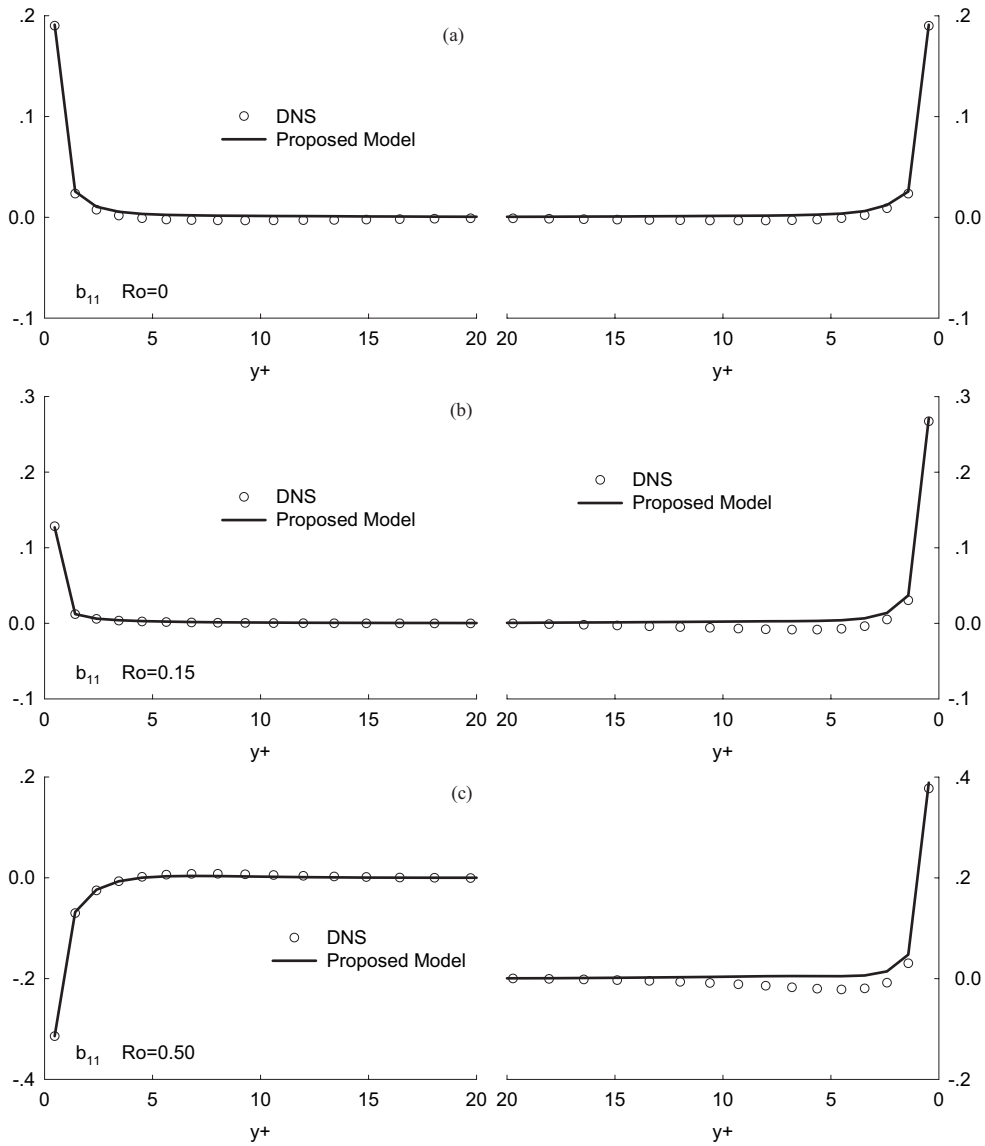 .2
.1
0.0
-.1
(a)
DNS
Proposed Model
b11 Ro=0
0 5 10 15 20
y+
.2
.1
0.0
-.1
20 15 10 5 0
y+
.3
.2
.1
0.0
-.1
(b)
DNS
Proposed Model
b11 Ro=0.15
0 5 10 15 20
y+
DNS
Proposed Model
.3
.2
.1
0.0
-.1
20 15 10 5 0
y+
.2
0.0
-.2
-.4
(c)
DNS
Proposed Model
b11 Ro=0.50
0 5 10 15 20
y+
.4
.2
0.0
-.2
20 15 10 5 0
y+